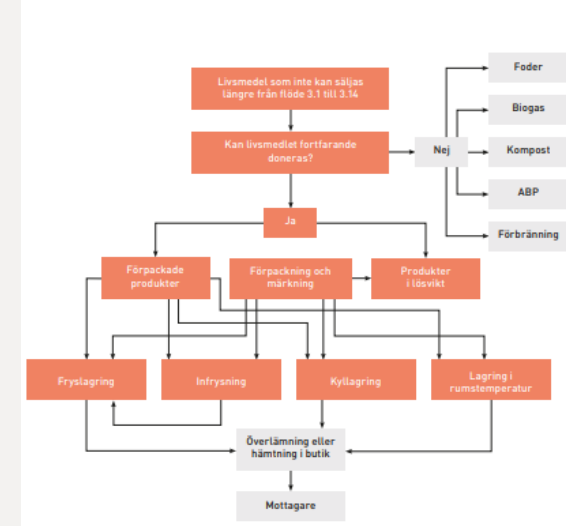 Livsmedel som inte kan säljas
längre från flöde 3.1 till 3.14
Kan livsmedlet fortfarande
doneras?
Nej
Foder
Biogas
Kompost
ABP
Förbränning
Ja
Förpackade
produkter
Förpackning och
märkning
Produkter
i lösvikt
Fryslagring
Infrysning
Kyllagring
Lagring i
rumstemperatur
Överlämning eller
hämtning i butik
Mottagare